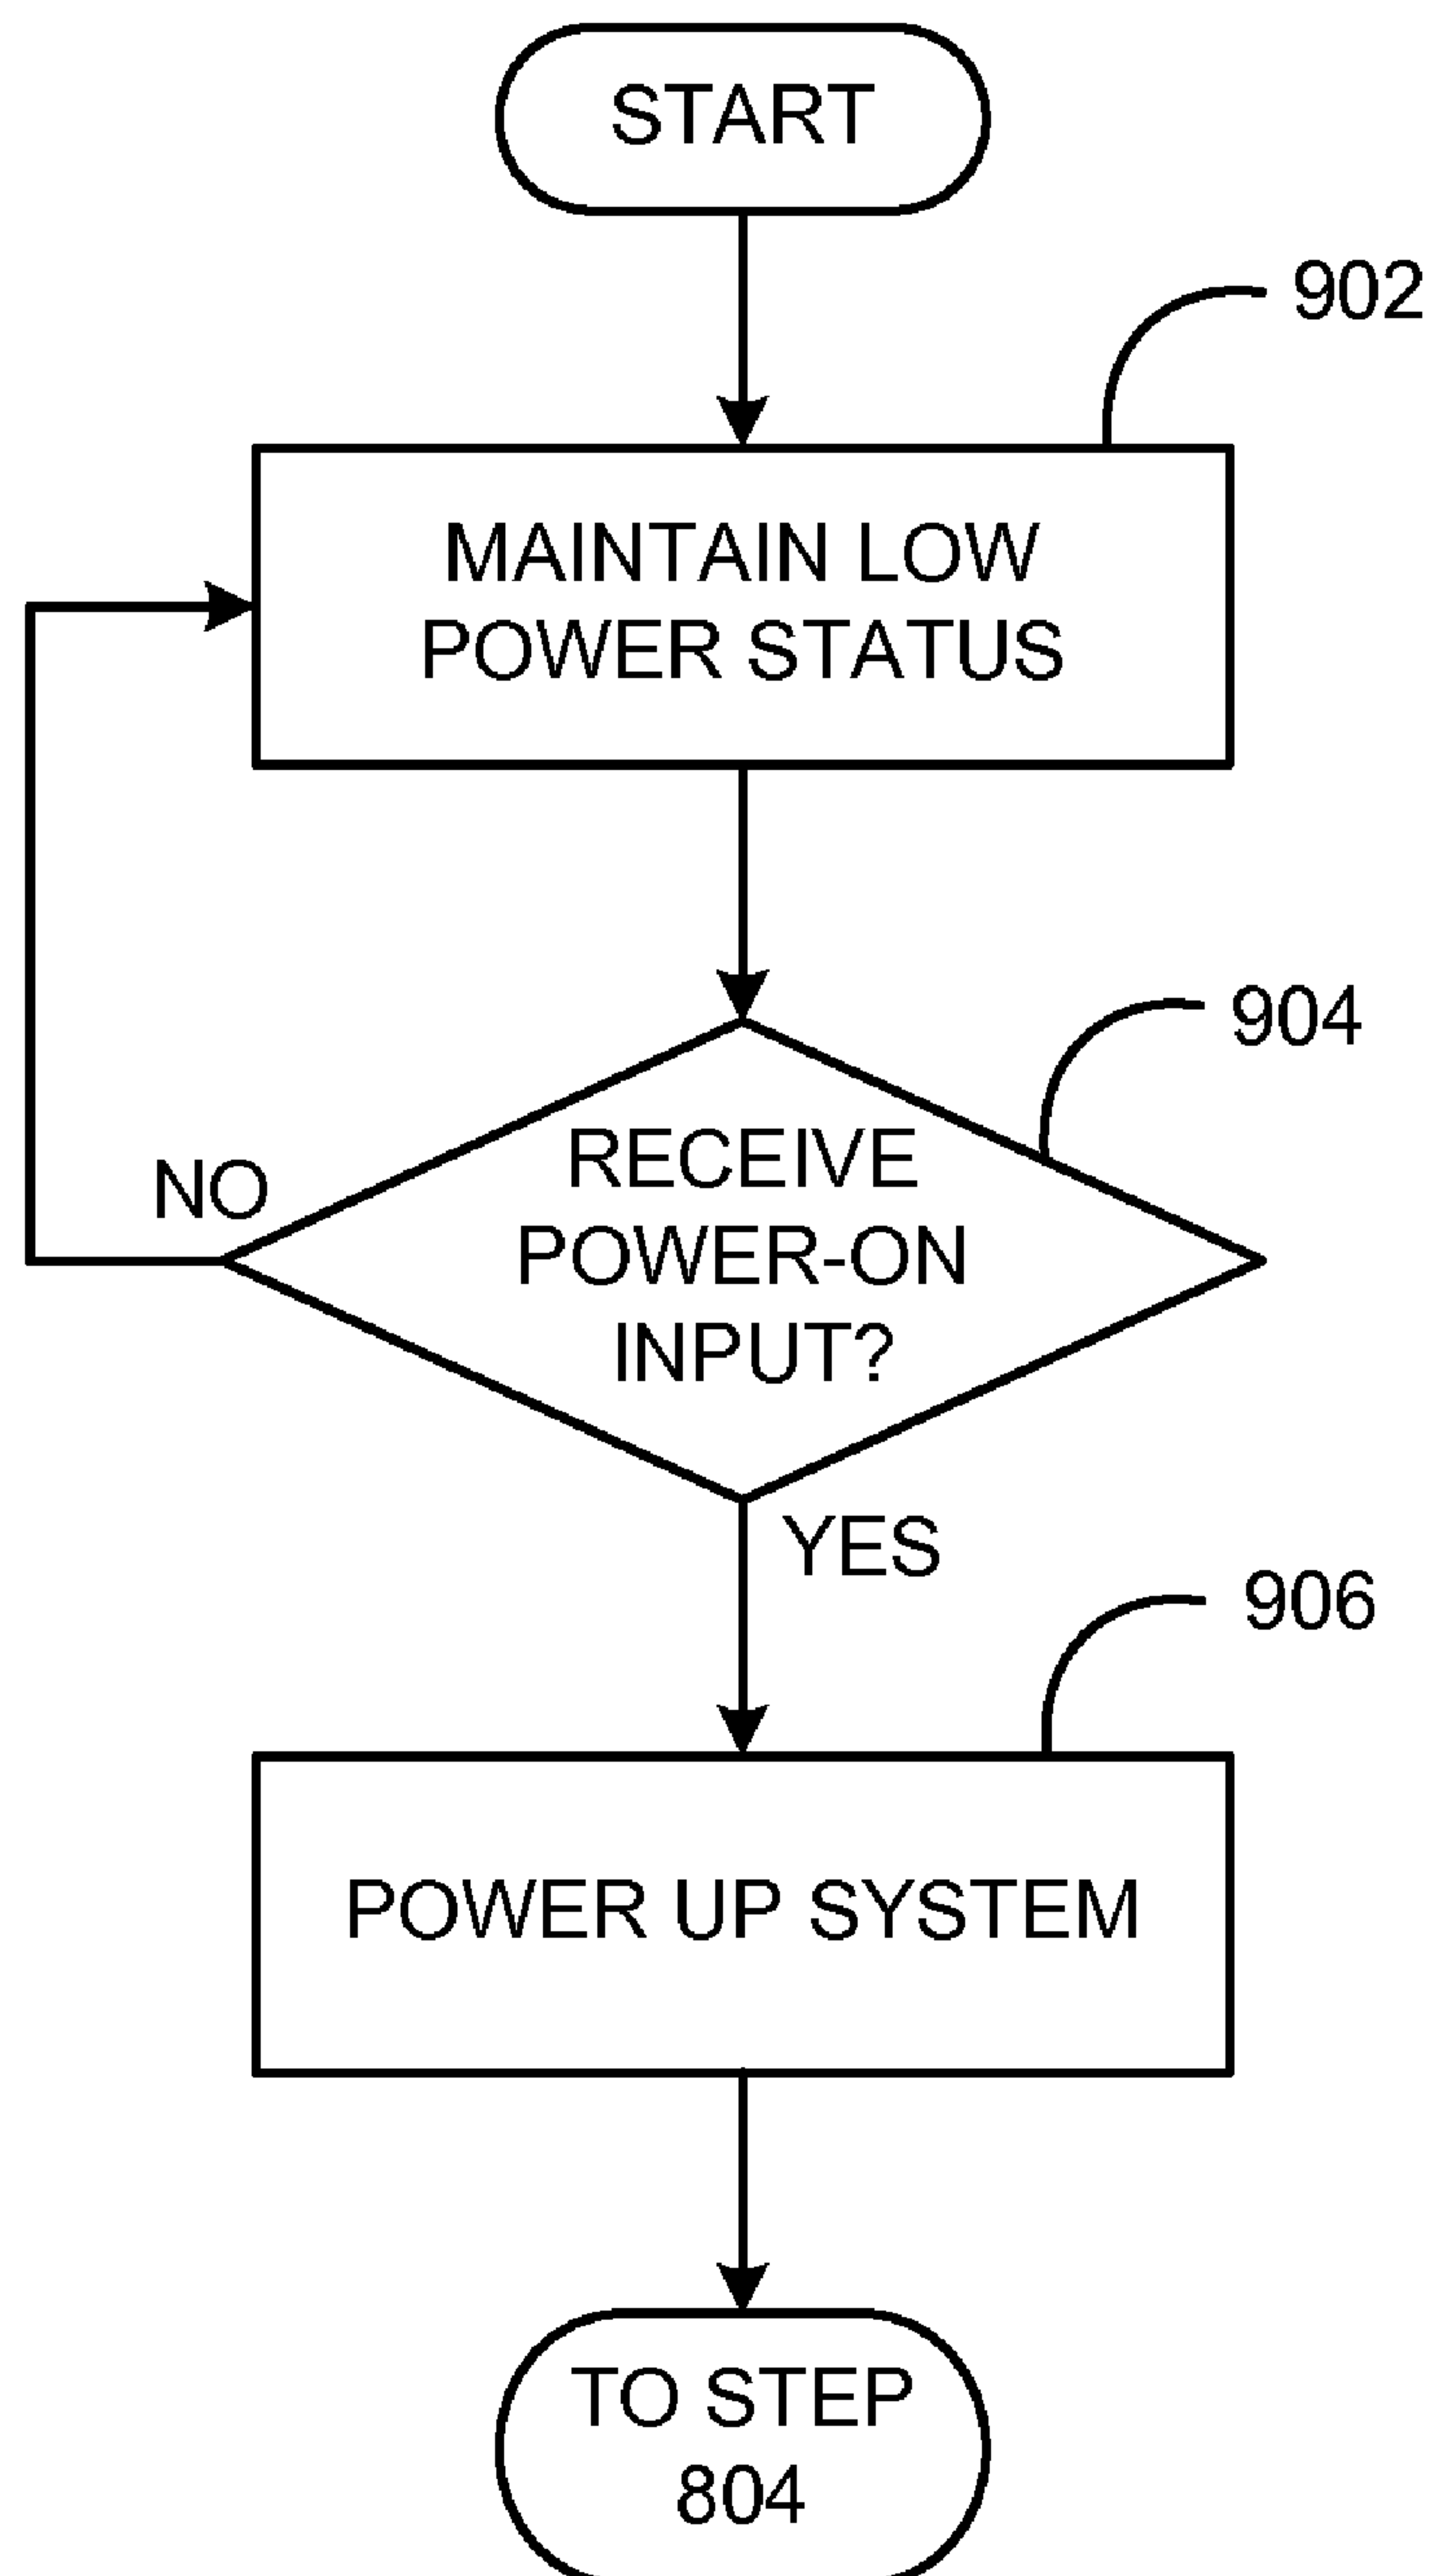 START
902
MAINTAIN LOW
POWER STATUS
904
RECEIVE
POWER-ON
INPUT?
NO
YES
906
POWER UP SYSTEM
TO STEP
804